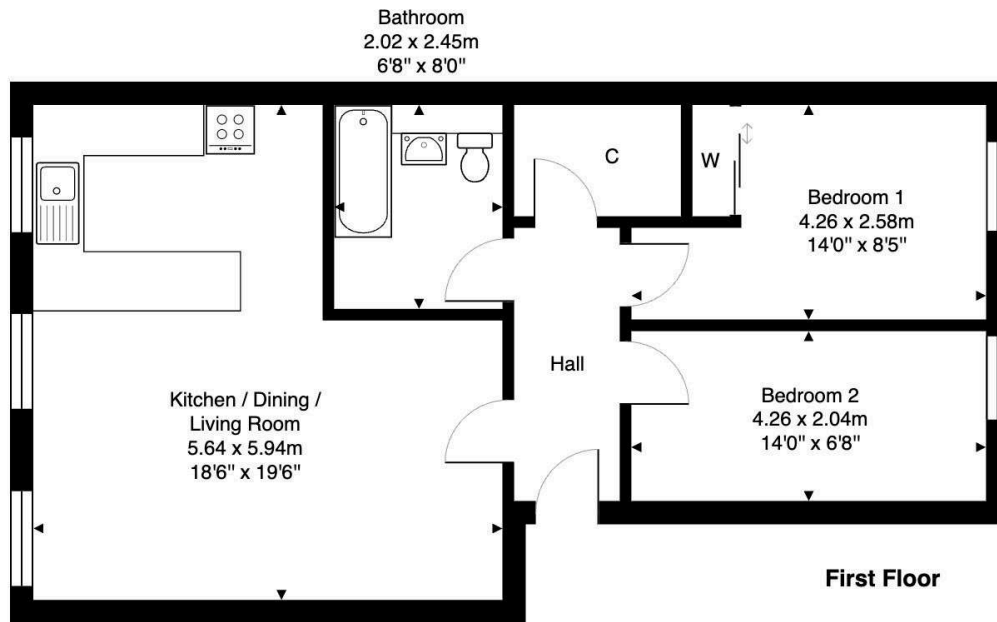 Bathroom
2.02 x 2.45m
6'8" x 8'0"
C
W
Bedroom 1
4.26 x 2.58m
14'0" x 8'5"
Hall
Kitchen / Dining /
Living Room
5.64 x 5.94m
18'6" x 19'6"
Bedroom 2
4.26 x 2.04m
14'0" x 6'8"
First Floor